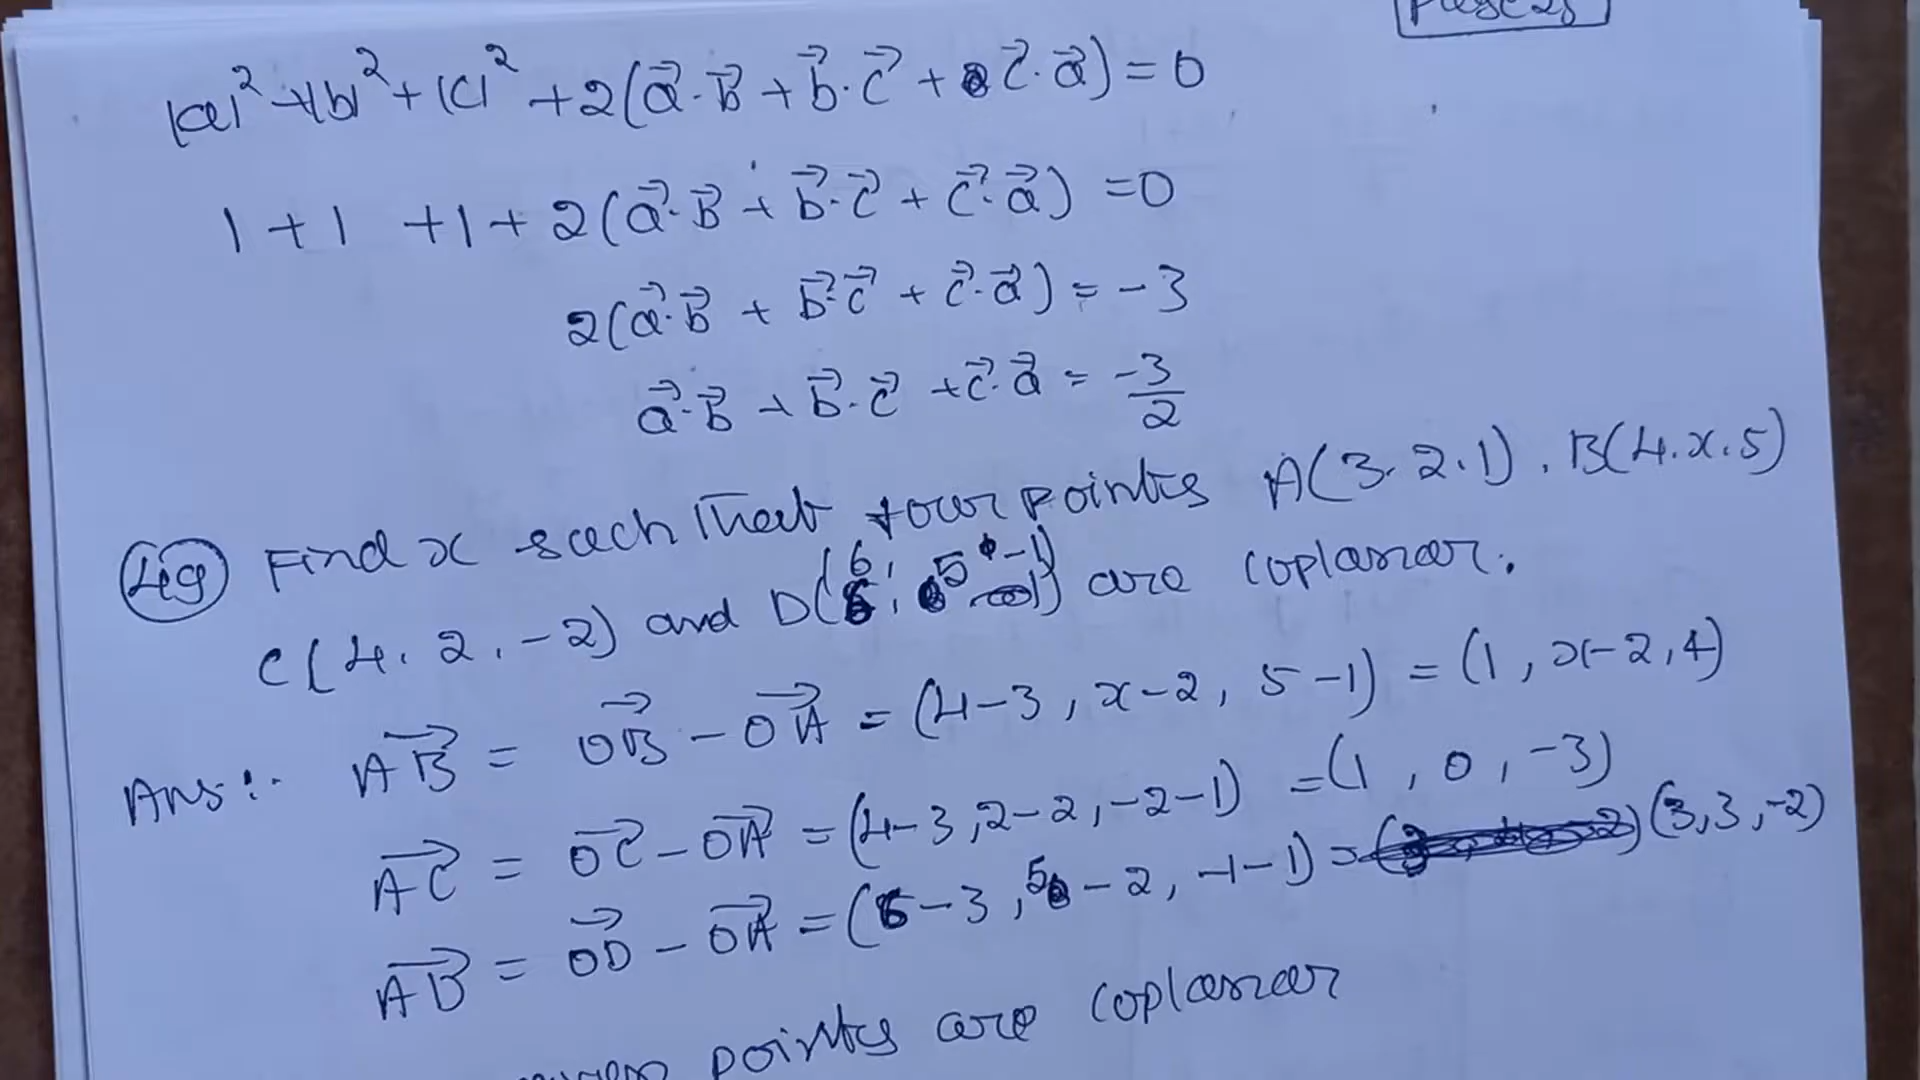 Page 28
|a|² + |b|² + |c|² + 2(a⃗·b⃗ + b⃗·c⃗ + c⃗·a⃗) = 0
1 + 1 + 1 + 2(a⃗·b⃗ + b⃗·c⃗ + c⃗·a⃗) = 0
2(a⃗·b⃗ + b⃗·c⃗ + c⃗·a⃗) = -3
a⃗·b⃗ + b⃗·c⃗ + c⃗·a⃗ = -3/2
49 Find x such that four points A(3.2.1), B(4.x.5)
C(4, 2, -2) and D(6, 5, -1) are coplanar.
Ans:- AB⃗ = OB⃗ - OA⃗ = (4-3, x-2, 5-1) = (1, x-2, 4)
AC⃗ = OC⃗ - OA⃗ = (4-3, 2-2, -2-1) = (1, 0, -3)
AB⃗ = OD⃗ - OA⃗ = (6-3, 5-2, -1-1) = (3, 3, -2)
points are coplanar